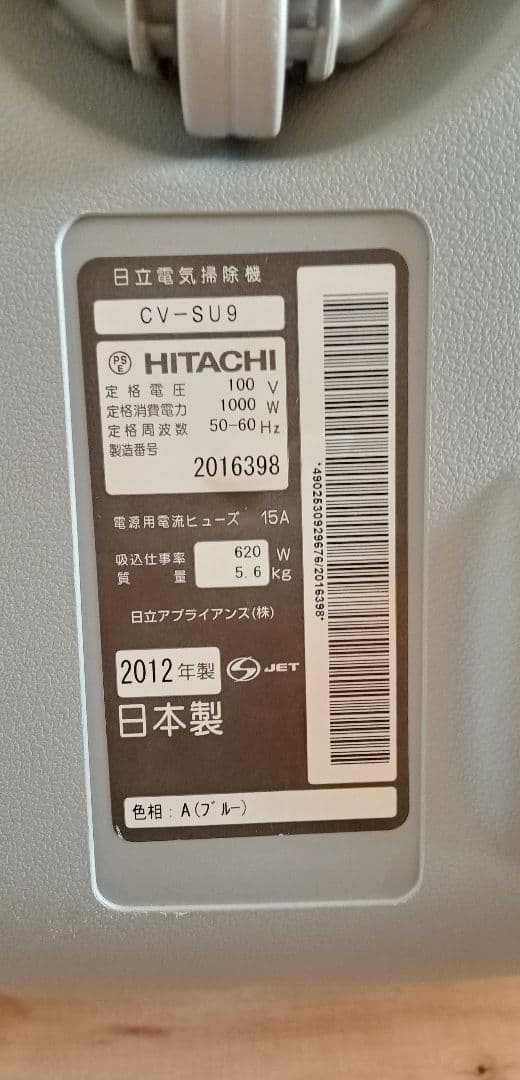 日立電気掃除機
CV-SU9
PS E HITACHI
定格電圧 100 V
定格消費電力 1000 W
定格周波数 50-60 Hz
製造番号
2016398
電源用電流ヒューズ 15A
吸込仕事率 620 W
質量 5.6 kg
日立アプライアンス(株)
2012年製 S JET
日本製
色相:A(ブルー)
*4902530929676/2016398*